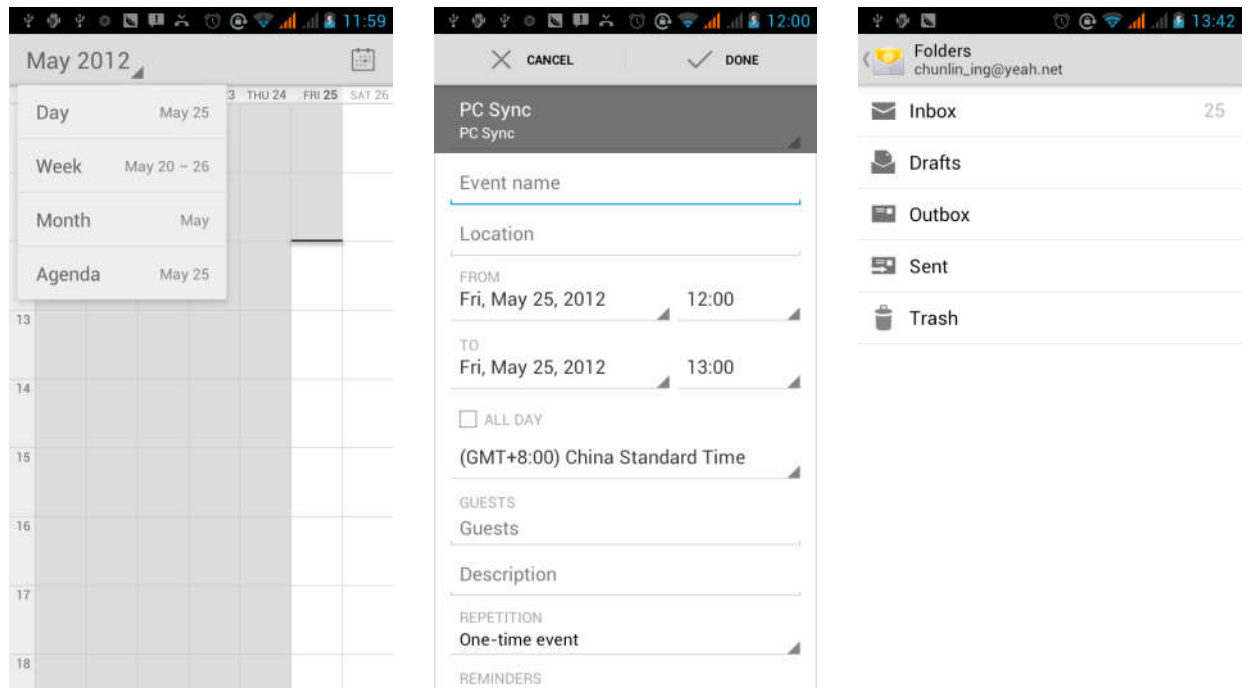 11:59
May 2012
3 THU 24 FRI 25 SAT 26
Day May 25
Week May 20 – 26
Month May
Agenda May 25
13
14
15
16
17
18
12:00
CANCEL DONE
PC Sync
PC Sync
Event name
Location
FROM
Fri, May 25, 2012 12:00
TO
Fri, May 25, 2012 13:00
ALL DAY
(GMT+8:00) China Standard Time
GUESTS
Guests
Description
REPETITION
One-time event
REMINDERS
13:42
Folders
chunlin_ing@yeah.net
Inbox 25
Drafts
Outbox
Sent
Trash